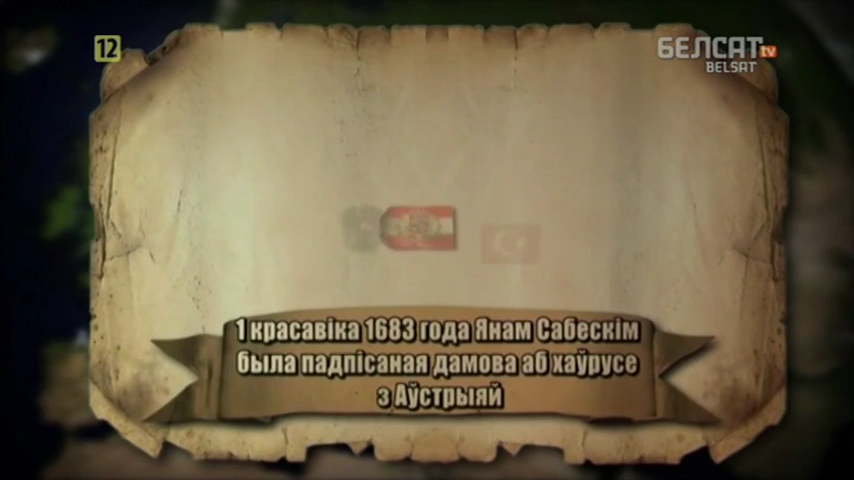 12
БЕЛСАТ tv
BELSAT
1 красавіка 1683 года Янам Сабескім
была падпісаная дамова аб хаўрусе
з Аўстрыяй